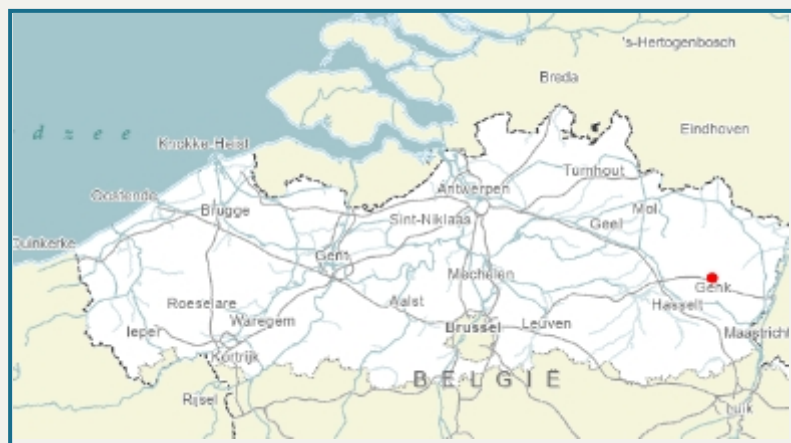 's-Hertogenbosch
Breda
d z e e
Eindhoven
Knokke-Heist
Turnhout
Antwerpen
Oostende
Mol
Brugge
Sint-Niklaas
Geel
Duinkerke
Gent
Mechelen
Genk
Roeselare
Aalst
Hasselt
Waregem
Brussel
Leuven
Ieper
Maastricht
Kortrijk
BELGIË
Rijsel
Luik